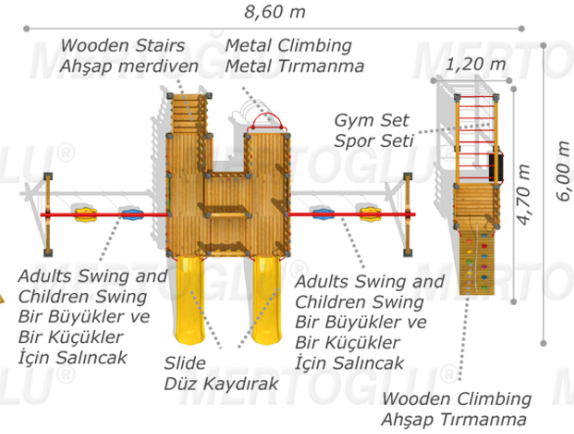 8,60 m
MERTOGLU®
MERTO
Wooden Stairs
Ahşap merdiven
Metal Climbing
Metal Tırmanma
1,20 m
Gym Set
Spor Seti
4,70 m
6,00 m
Adults Swing and
Children Swing
Bir Büyükler ve
Bir Küçükler
İçin Salıncak
Slide
Düz Kaydırak
Adults Swing and
Children Swing
Bir Büyükler ve
Bir Küçükler
İçin Salıncak
Wooden Climbing
Ahşap Tırmanma